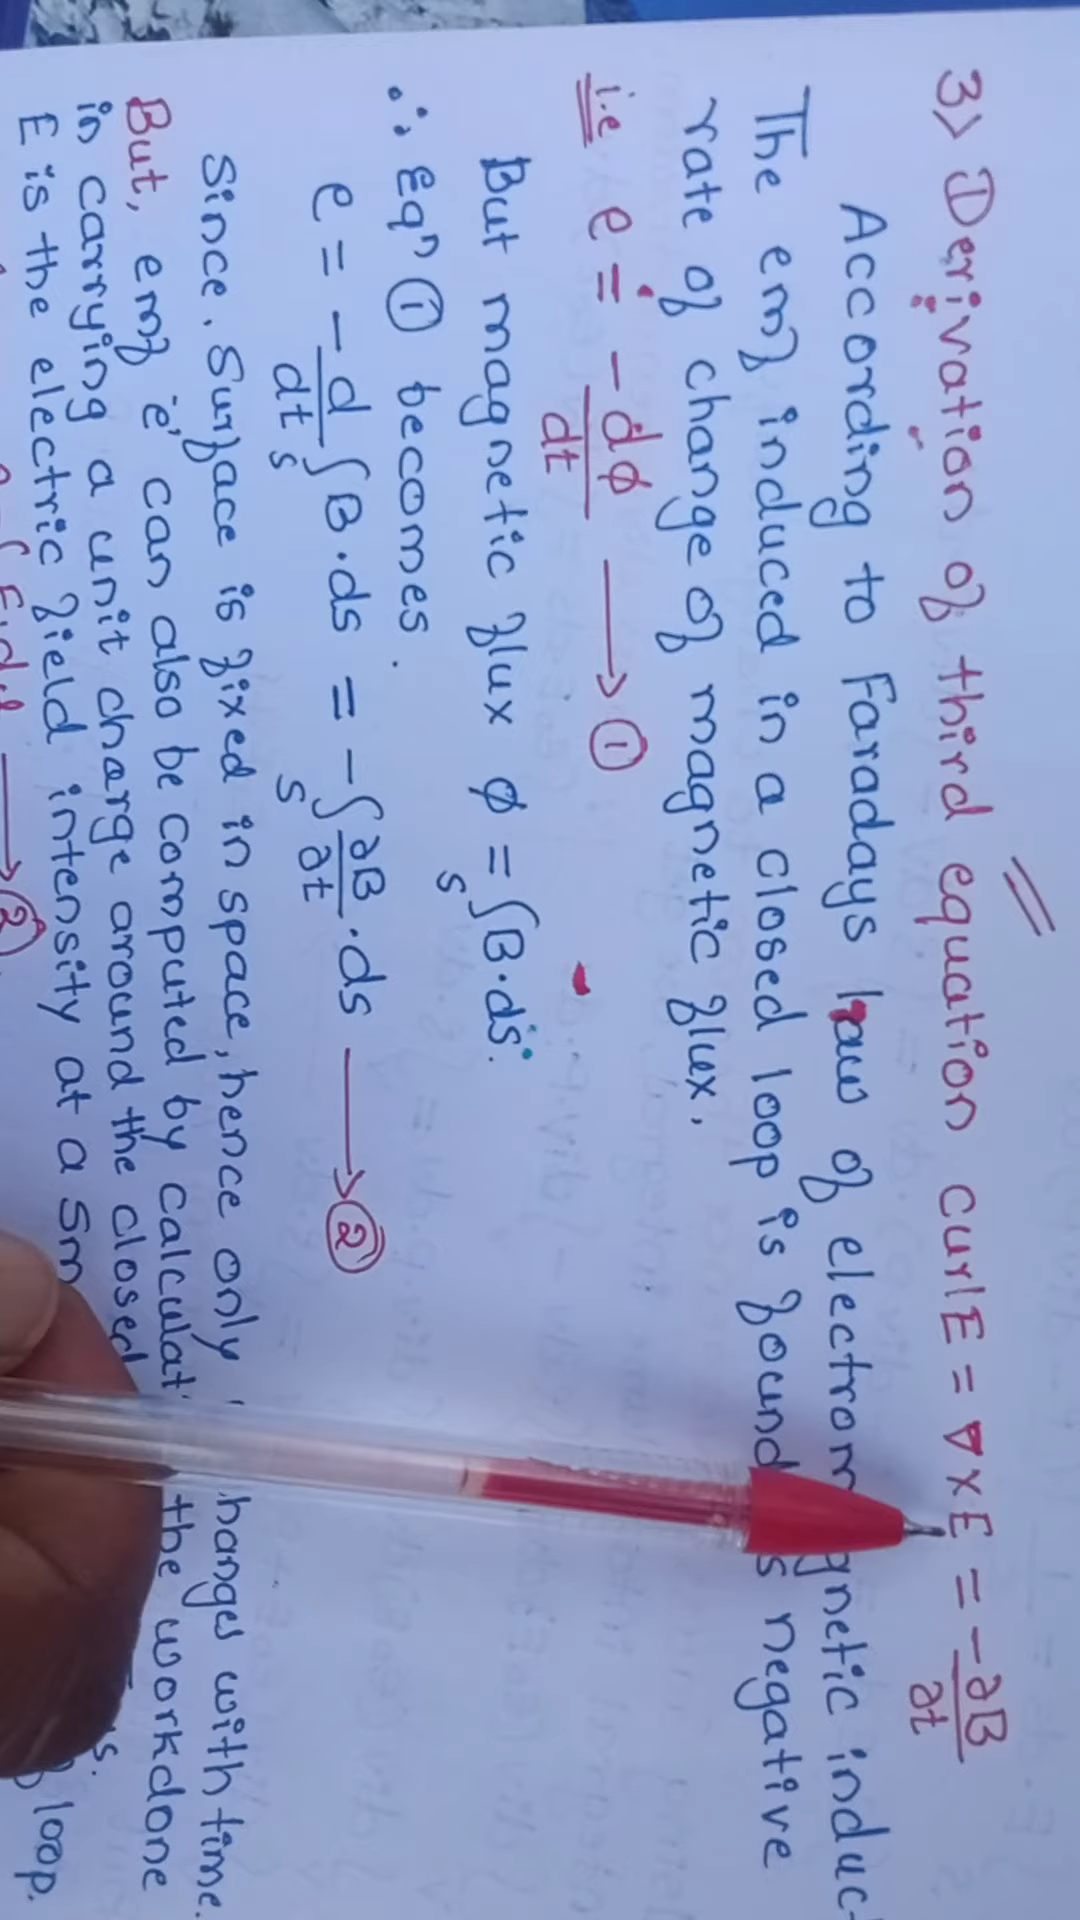 3> Derivation of third equation curl E = ∇ × E = -∂B/∂t
According to Faradays law of electrom gnetic induc-
The emf induced in a closed loop is found s negative
rate of change of magnetic flux.
i.e e = -dϕ/dt → ①
But magnetic flux ϕ = ∫s B·ds.
∴ Eqⁿ ① becomes.
e = -d/dt ∫s B·ds = -∫s ∂B/∂t ·ds → ②
Since. Surface is fixed in space, hence only hanges with time.
But, emf 'e' can also be computed by calculat the workdone
in carrying a unit charge around the closed s.
E is the electric field intensity at a sm loop.
→ ②